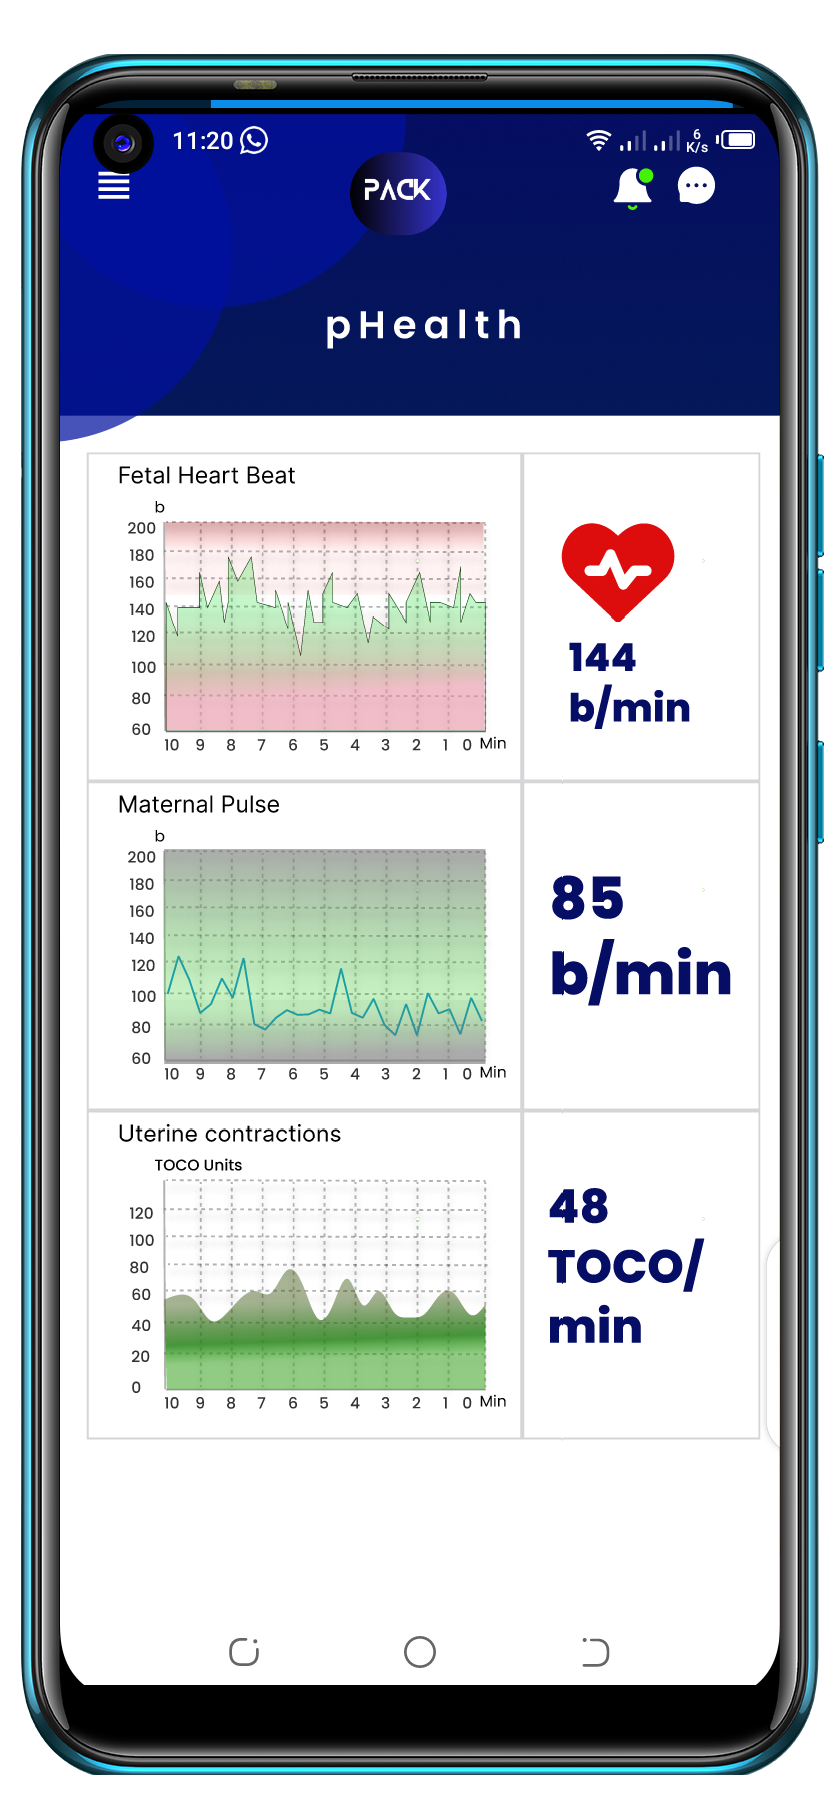 11:20
6
K/s
PACK
pHealth
Fetal Heart Beat
b
200
180
160
140
120
100
80
60
10 9 8 7 6 5 4 3 2 1 0 Min
144
b/min
Maternal Pulse
b
200
180
160
140
120
100
80
60
10 9 8 7 6 5 4 3 2 1 0 Min
85
b/min
Uterine contractions
TOCO Units
120
100
80
60
40
20
0
10 9 8 7 6 5 4 3 2 1 0 Min
48
TOCO/
min